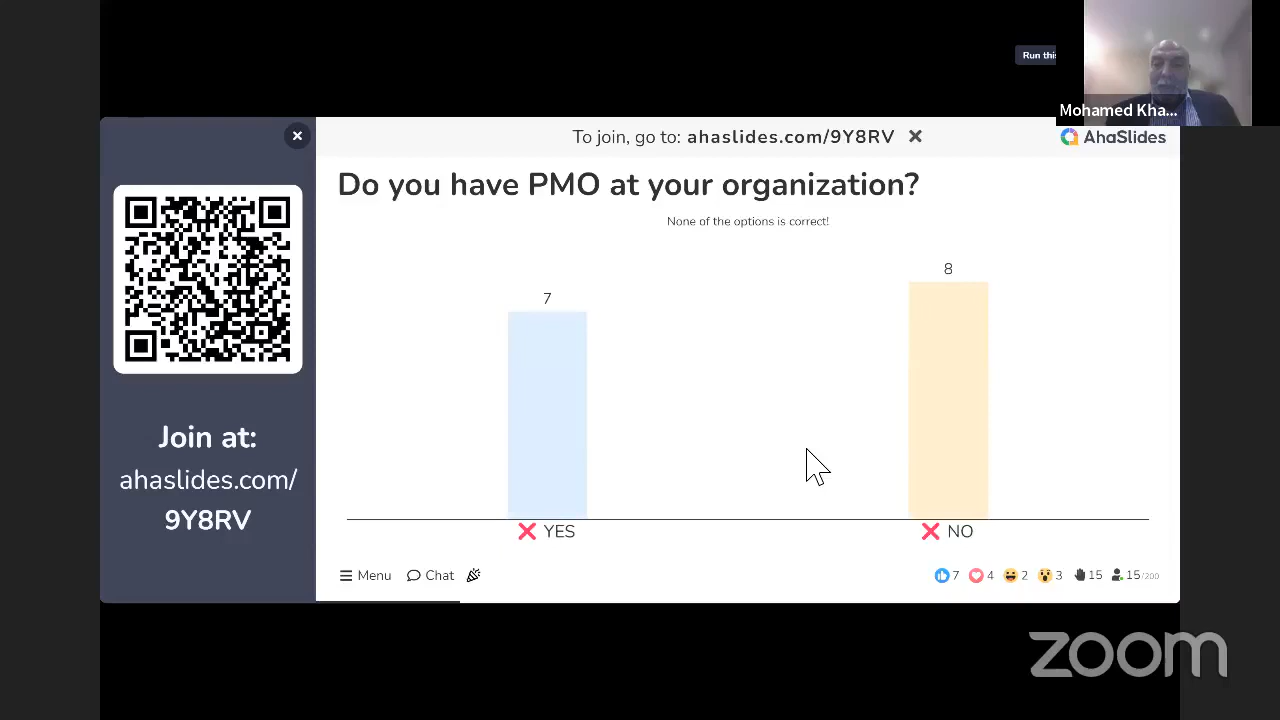 Run this
Mohamed Kha...
To join, go to: ahaslides.com/9Y8RV
AhaSlides
Do you have PMO at your organization?
None of the options is correct!
7
8
YES
NO
Join at:
ahaslides.com/
9Y8RV
Menu
Chat
7
4
2
3
15
15/200
zoom